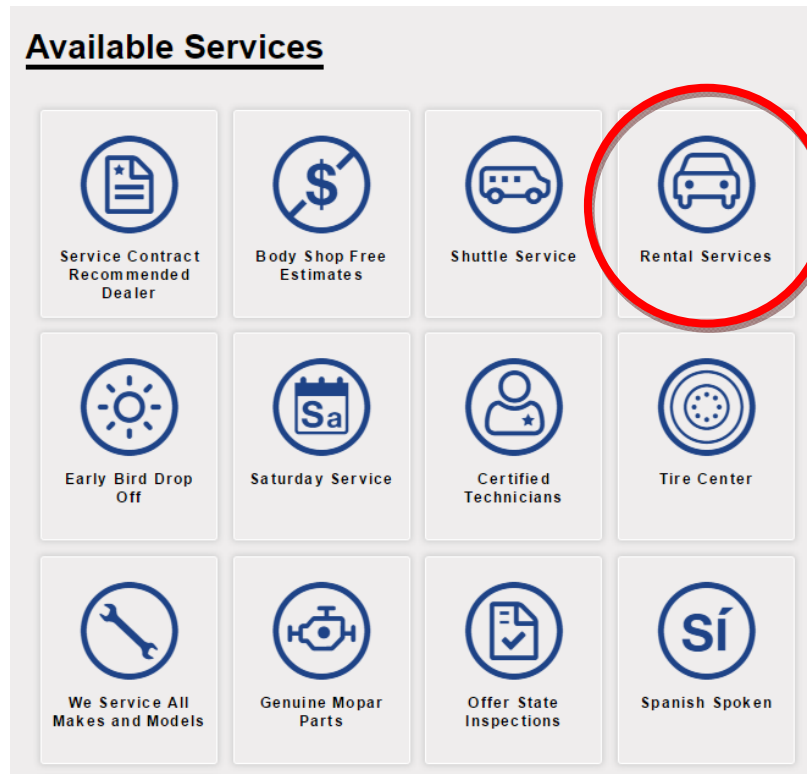 Available Services
Service Contract
Recommended
Dealer
$
Body Shop Free
Estimates
Shuttle Service
Rental Services
Early Bird Drop
Off
Sa
Saturday Service
Certified
Technicians
Tire Center
We Service All
Makes and Models
Genuine Mopar
Parts
Offer State
Inspections
Sí
Spanish Spoken